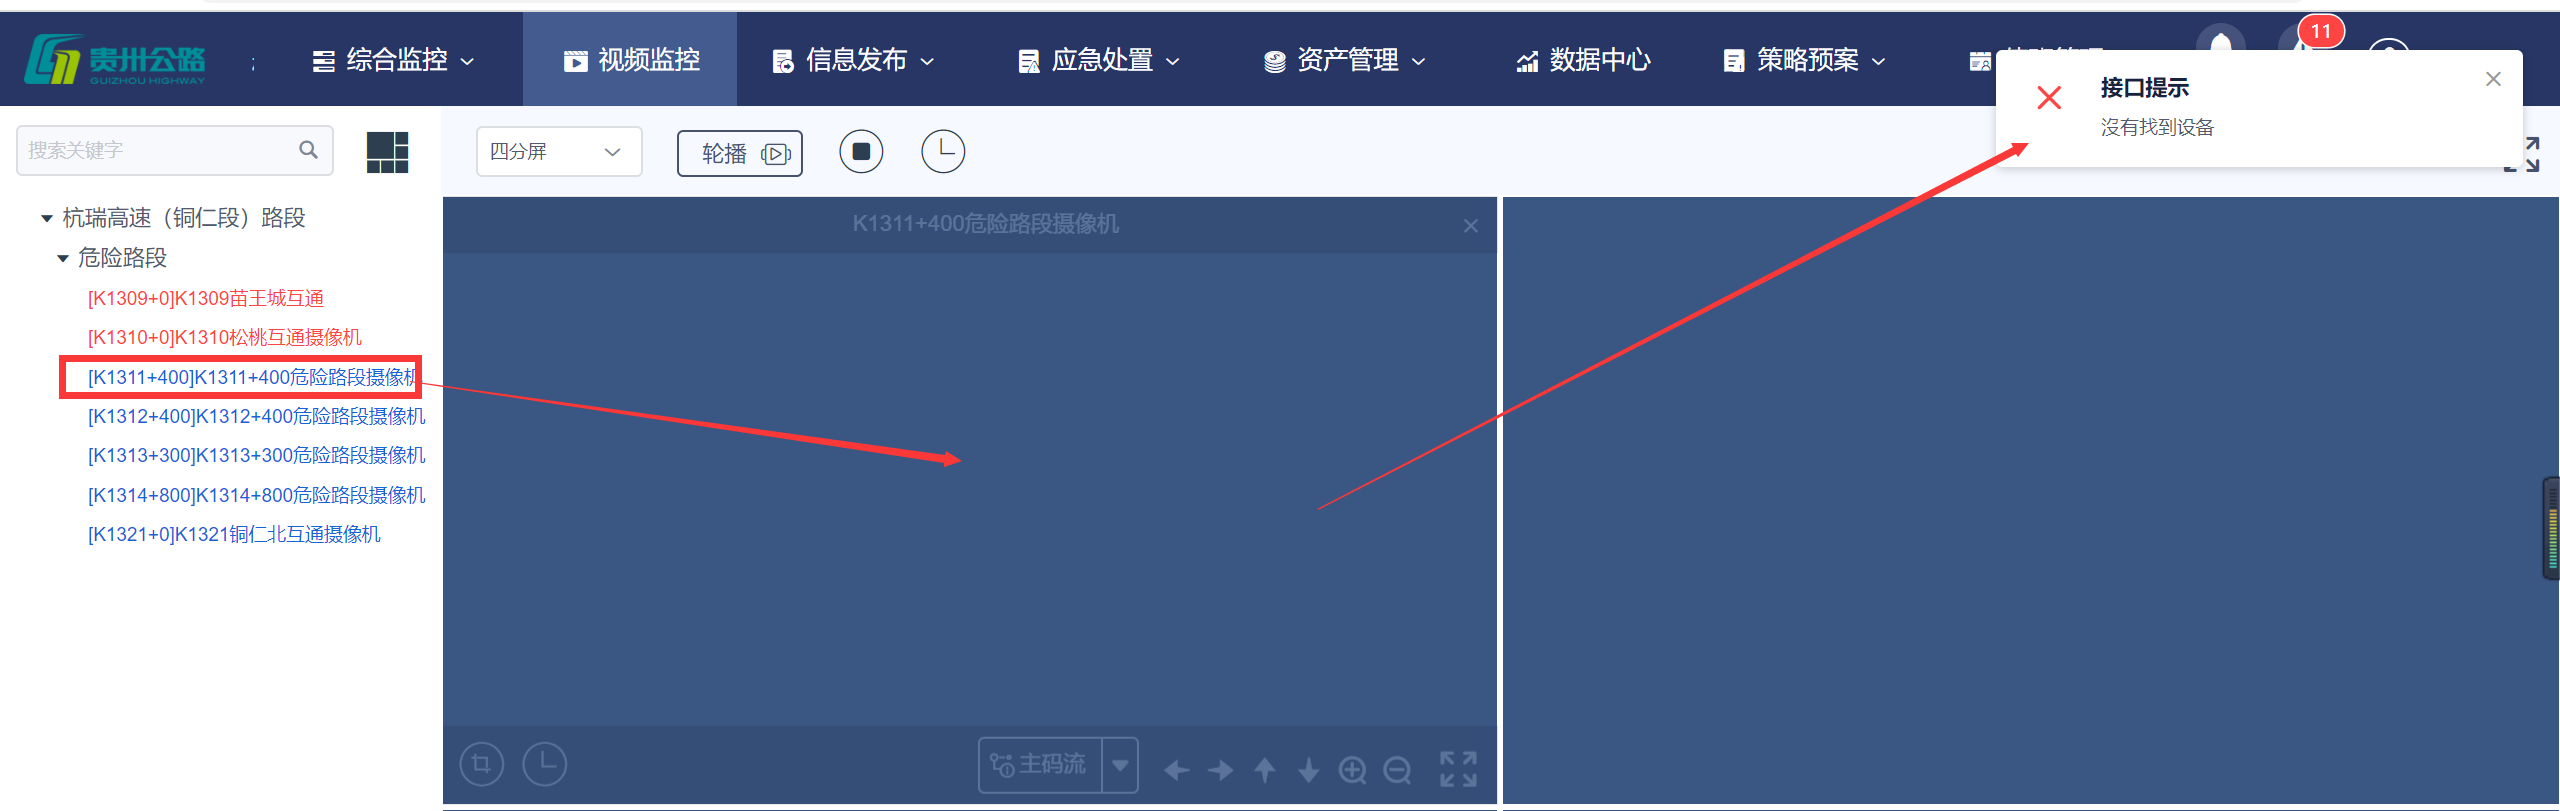 贵州公路
GUIZHOU HIGHWAY
综合监控
视频监控
信息发布
应急处置
资产管理
数据中心
策略预案
11
接口提示
沒有找到设备
搜索关键字
四分屏
轮播
杭瑞高速（铜仁段）路段
危险路段
[K1309+0]K1309苗王城互通
[K1310+0]K1310松桃互通摄像机
[K1311+400]K1311+400危险路段摄像机
[K1312+400]K1312+400危险路段摄像机
[K1313+300]K1313+300危险路段摄像机
[K1314+800]K1314+800危险路段摄像机
[K1321+0]K1321铜仁北互通摄像机
K1311+400危险路段摄像机
主码流